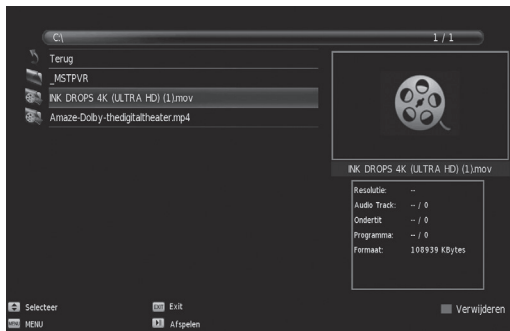 C:\ 1 / 1
Terug
_MSTPVR
INK DROPS 4K (ULTRA HD) (1).mov
Amaze-Dolby-thedigitaltheater.mp4
INK DROPS 4K (ULTRA HD) (1).mov
Resolutie: --
Audio Track: -- / 0
Ondertit -- / 0
Programma: -- / 0
Formaat: 108939 KBytes
Selecteer
EXIT Exit
Verwijderen
MENU MENU
Afspelen